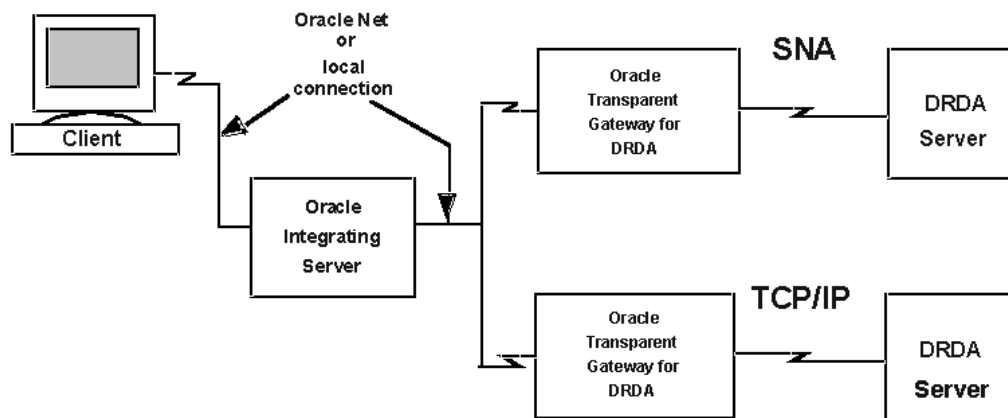 Oracle Net
or
local
connection
Client
Oracle
Integrating
Server
Oracle
Transparent
Gateway for
DRDA
SNA
DRDA
Server
Oracle
Transparent
Gateway for
DRDA
TCP/IP
DRDA
Server